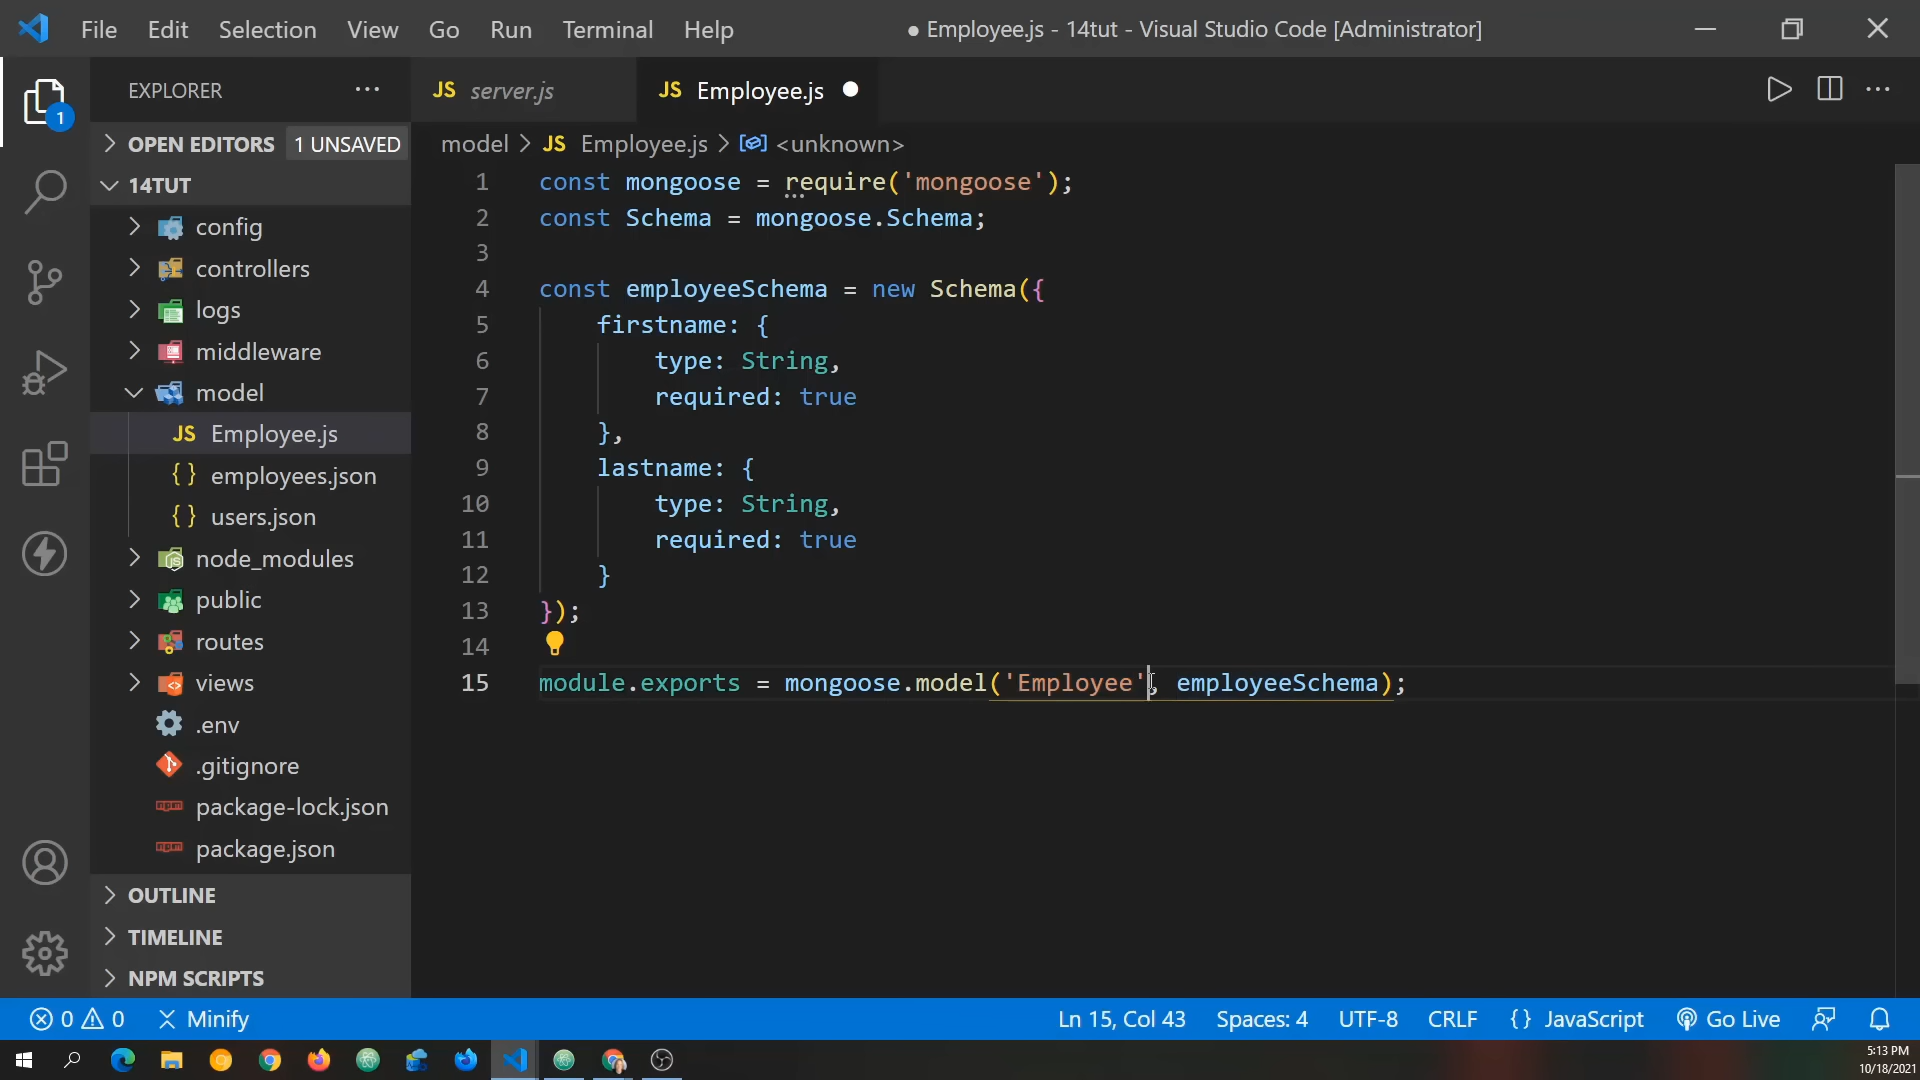 File Edit Selection View Go Run Terminal Help ● Employee.js - 14tut - Visual Studio Code [Administrator]
EXPLORER ···
JS server.js
JS Employee.js ●
1
OPEN EDITORS 1 UNSAVED
14TUT
config
controllers
logs
middleware
model
JS Employee.js
{ } employees.json
{ } users.json
node_modules
public
routes
views
.env
.gitignore
package-lock.json
package.json
OUTLINE
TIMELINE
NPM SCRIPTS
model > JS Employee.js > <unknown>
1 const mongoose = require('mongoose');
2 const Schema = mongoose.Schema;
3
4 const employeeSchema = new Schema({
5 firstname: {
6 type: String,
7 required: true
8 },
9 lastname: {
10 type: String,
11 required: true
12 }
13 });
14
15 module.exports = mongoose.model('Employee', employeeSchema);
0 0 Minify Ln 15, Col 43 Spaces: 4 UTF-8 CRLF { } JavaScript Go Live
5:13 PM
10/18/2021